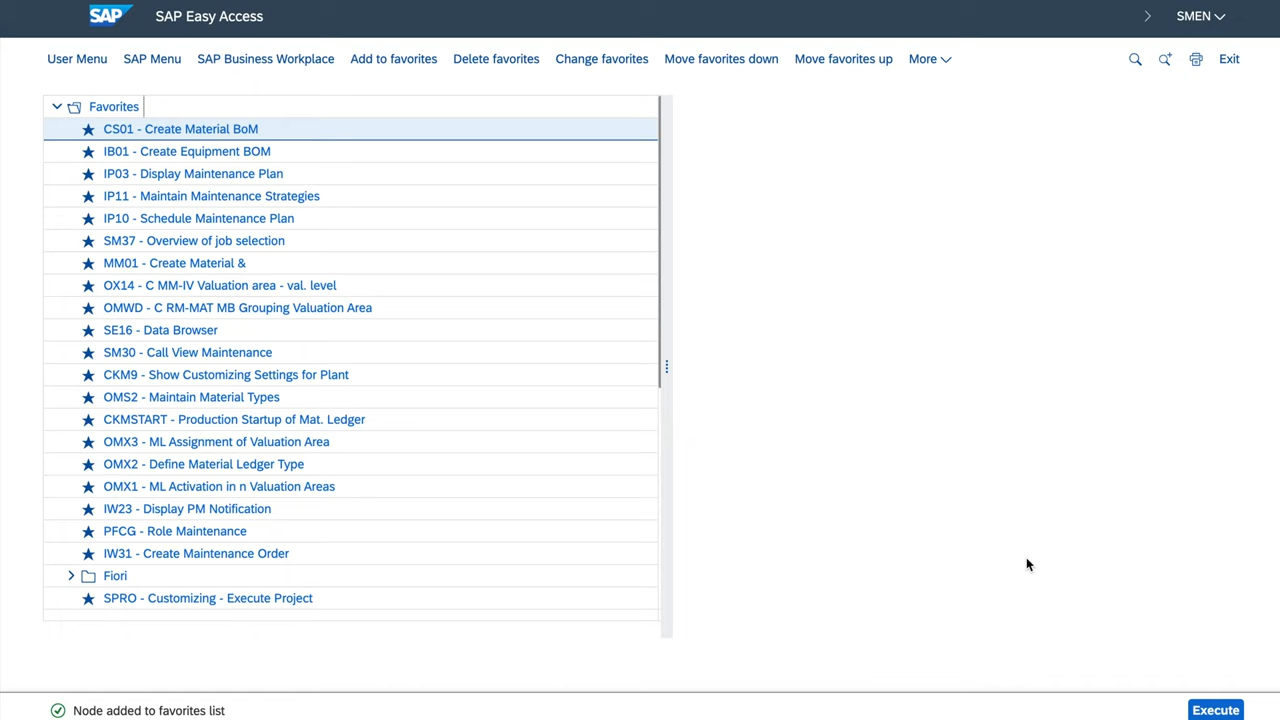 SAP SAP Easy Access SMEN
User Menu SAP Menu SAP Business Workplace Add to favorites Delete favorites Change favorites Move favorites down Move favorites up More Exit
Favorites
CS01 - Create Material BoM
IB01 - Create Equipment BOM
IP03 - Display Maintenance Plan
IP11 - Maintain Maintenance Strategies
IP10 - Schedule Maintenance Plan
SM37 - Overview of job selection
MM01 - Create Material &
OX14 - C MM-IV Valuation area - val. level
OMWD - C RM-MAT MB Grouping Valuation Area
SE16 - Data Browser
SM30 - Call View Maintenance
CKM9 - Show Customizing Settings for Plant
OMS2 - Maintain Material Types
CKMSTART - Production Startup of Mat. Ledger
OMX3 - ML Assignment of Valuation Area
OMX2 - Define Material Ledger Type
OMX1 - ML Activation in n Valuation Areas
IW23 - Display PM Notification
PFCG - Role Maintenance
IW31 - Create Maintenance Order
Fiori
SPRO - Customizing - Execute Project
Node added to favorites list Execute